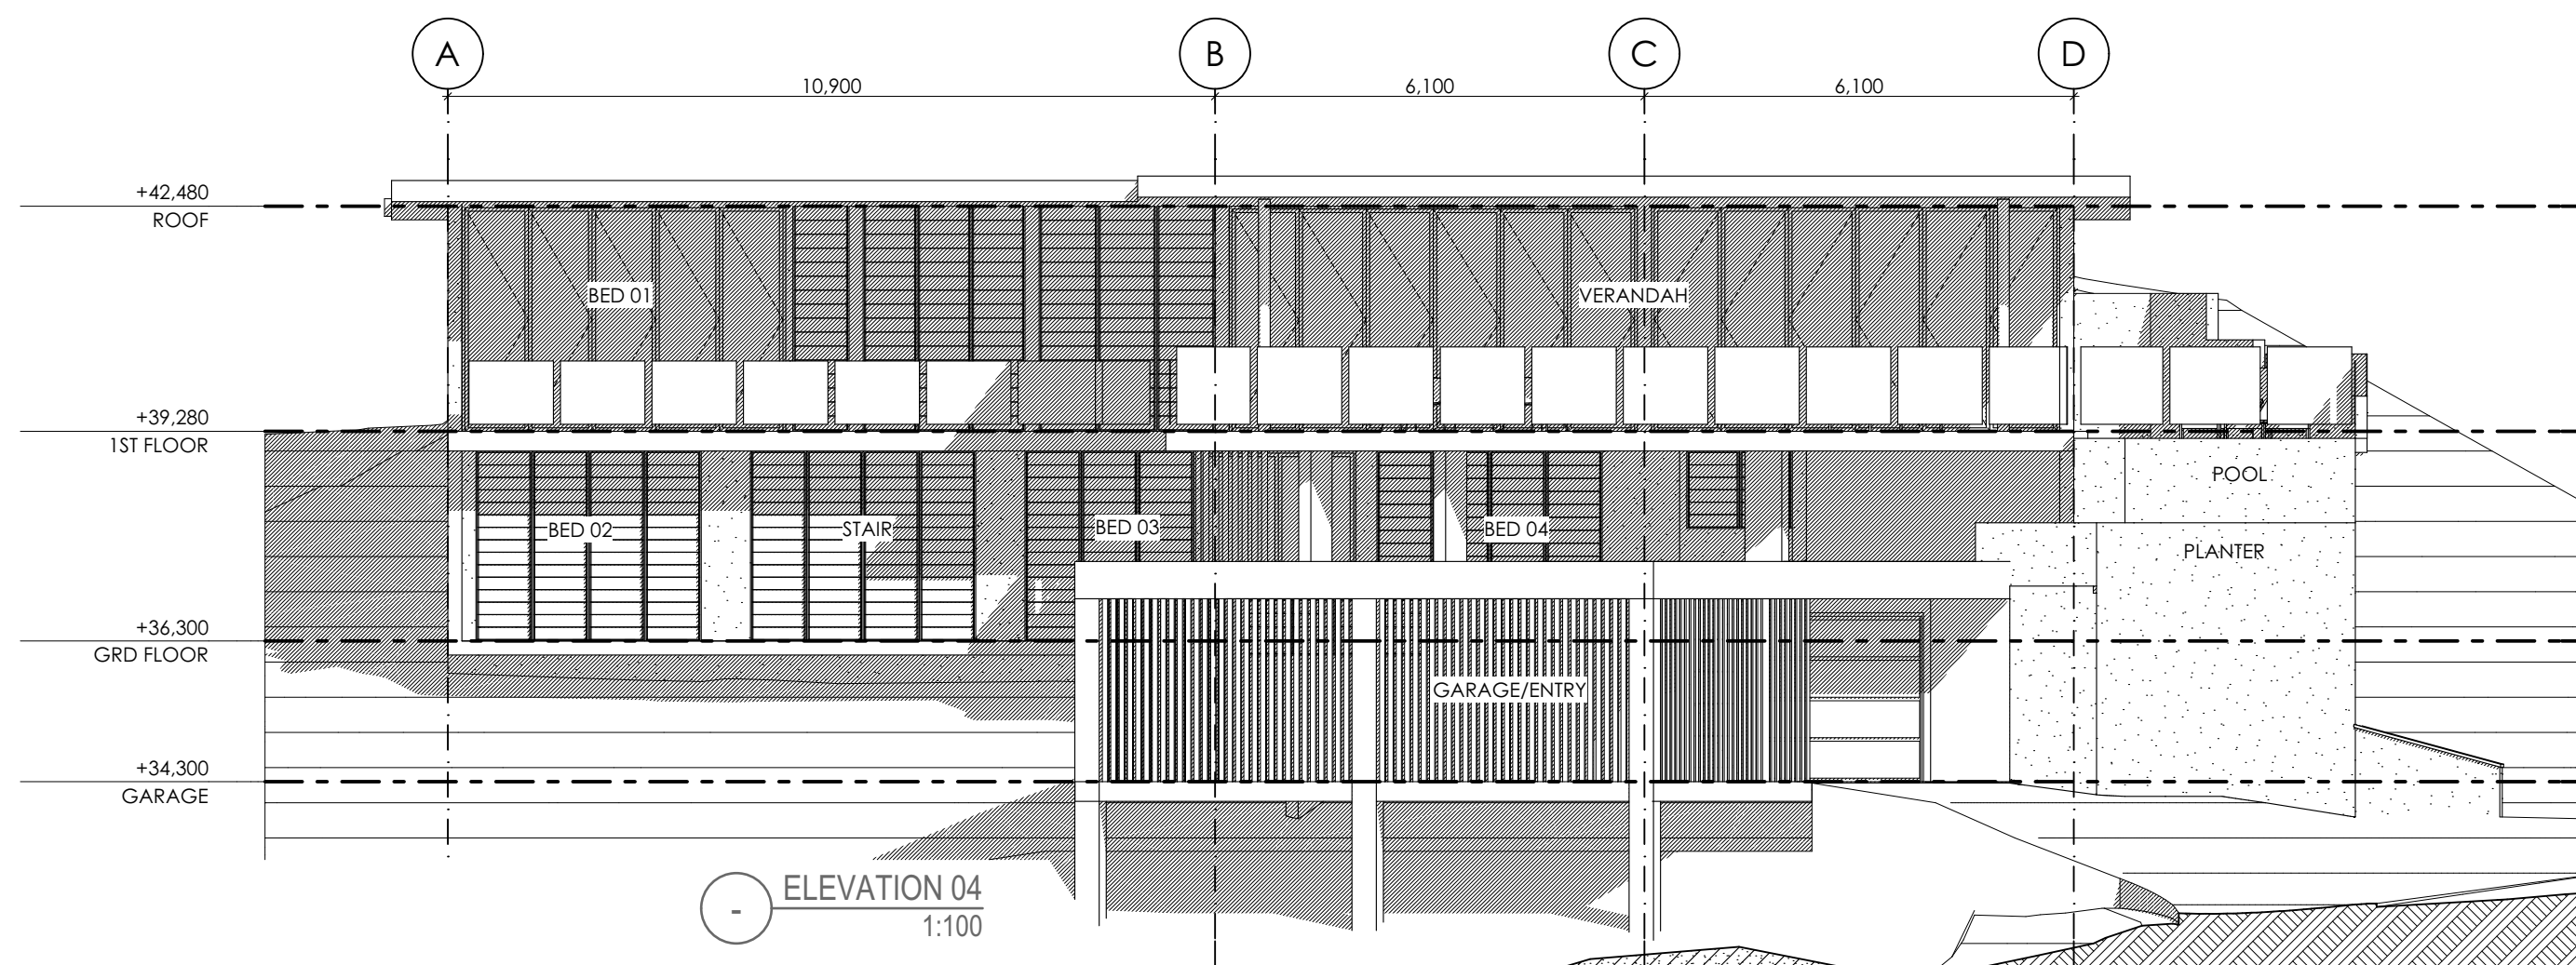 A
B
C
D
10,900
6,100
6,100
+42,480
ROOF
BED 01
VERANDAH
+39,280
1ST FLOOR
POOL
BED 02
STAIR
BED 03
BED 04
PLANTER
+36,300
GRD FLOOR
GARAGE/ENTRY
+34,300
GARAGE
-
ELEVATION 04
1:100